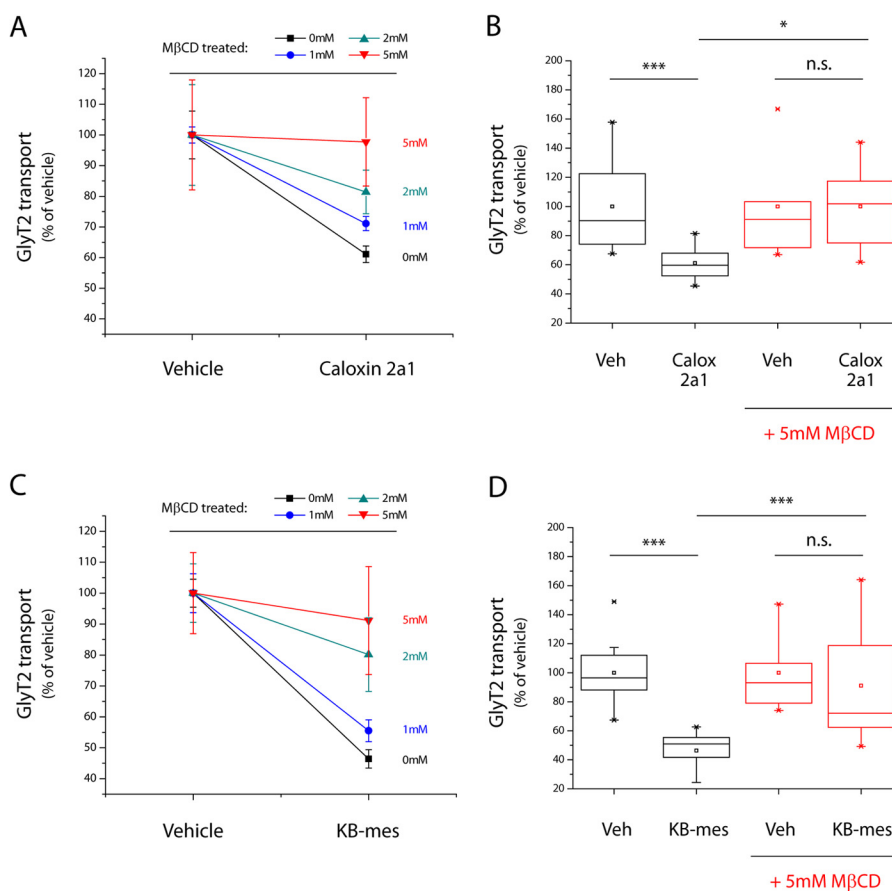 A
MβCD treated:
0mM
2mM
1mM
5mM
120
110
100
90
80
70
60
50
40
GlyT2 transport
(% of vehicle)
5mM
2mM
1mM
0mM
Vehicle
Caloxin 2a1
B
*
***
n.s.
200
180
160
140
120
100
80
60
40
20
GlyT2 transport
(% of vehicle)
Veh
Calox
2a1
Veh
Calox
2a1
+ 5mM MβCD
C
MβCD treated:
0mM
2mM
1mM
5mM
120
110
100
90
80
70
60
50
40
GlyT2 transport
(% of vehicle)
5mM
2mM
1mM
0mM
Vehicle
KB-mes
D
***
***
n.s.
200
180
160
140
120
100
80
60
40
20
GlyT2 transport
(% of vehicle)
Veh
KB-mes
Veh
KB-mes
+ 5mM MβCD